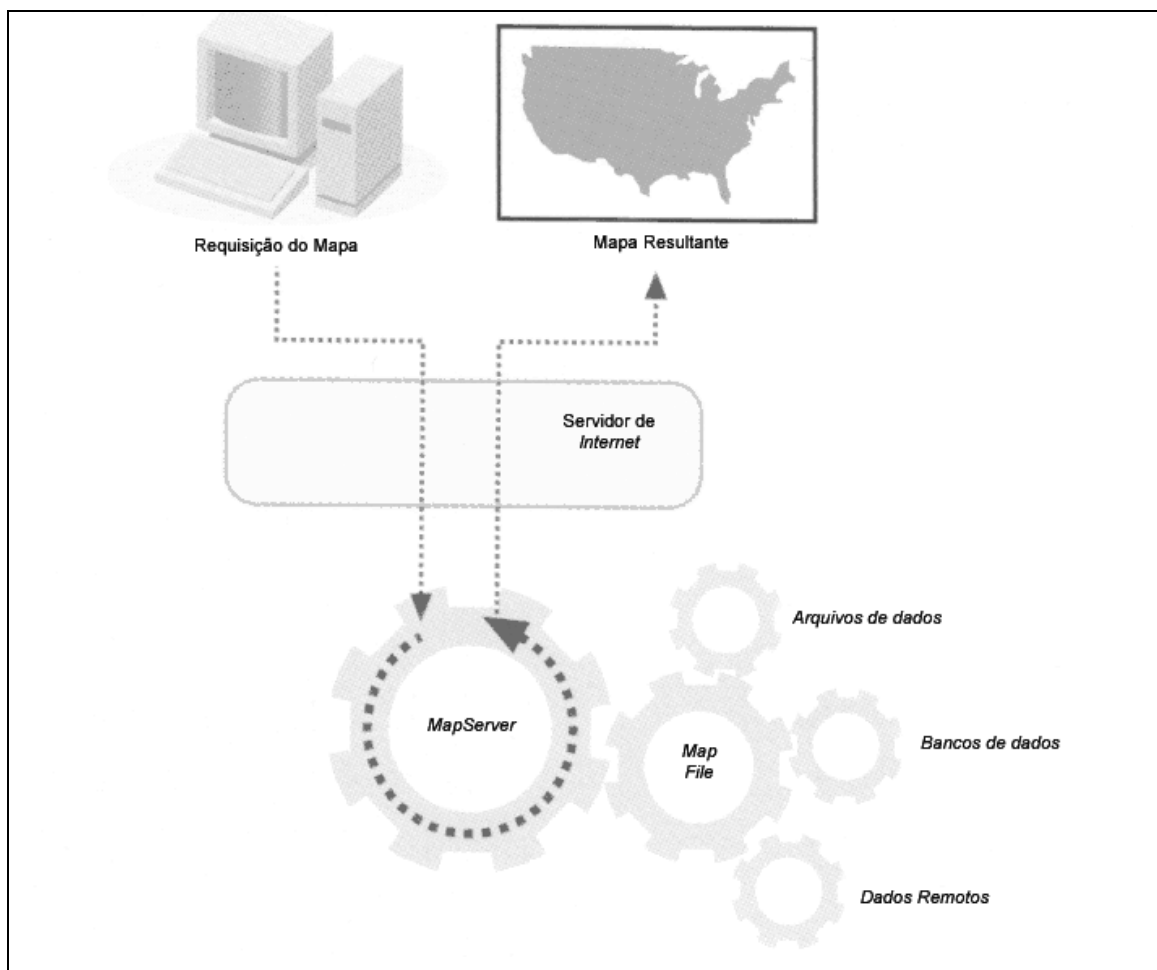 Requisição do Mapa
Mapa Resultante
Servidor de
Internet
Arquivos de dados
MapServer
Map
File
Bancos de dados
Dados Remotos